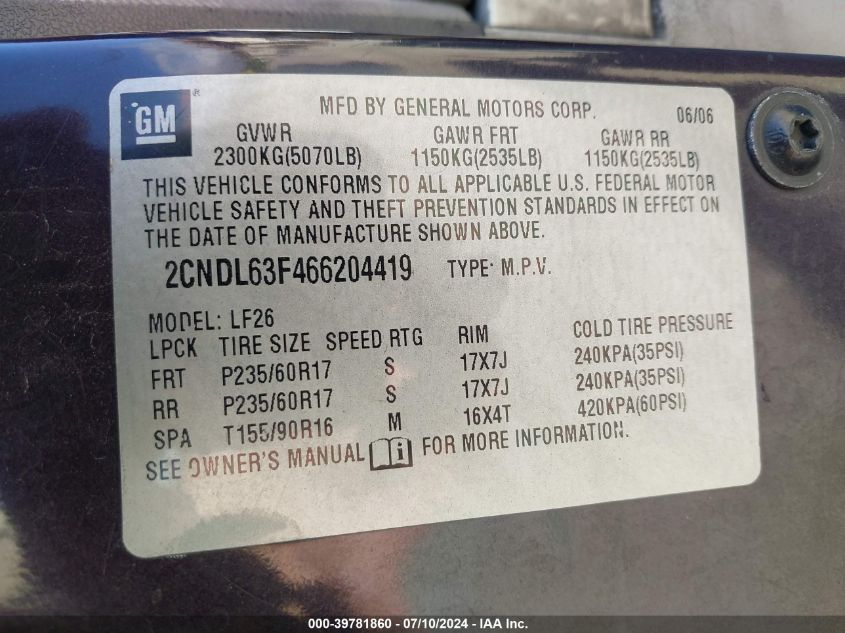 GM ® MFD BY GENERAL MOTORS CORP. 06/06
GVWR GAWR FRT GAWR RR
2300KG(5070LB) 1150KG(2535LB) 1150KG(2535LB)
THIS VEHICLE CONFORMS TO ALL APPLICABLE U.S. FEDERAL MOTOR
VEHICLE SAFETY AND THEFT PREVENTION STANDARDS IN EFFECT ON
THE DATE OF MANUFACTURE SHOWN ABOVE.
2CNDL63F466204419 TYPE: M.P.V.
MODEL: LF26
LPCK TIRE SIZE SPEED RTG RIM COLD TIRE PRESSURE
FRT P235/60R17 S 17X7J 240KPA(35PSI)
RR P235/60R17 S 17X7J 240KPA(35PSI)
SPA T155/90R16 M 16X4T 420KPA(60PSI)
SEE OWNER'S MANUAL i FOR MORE INFORMATION.
000-39781860 - 07/10/2024 - IAA Inc.